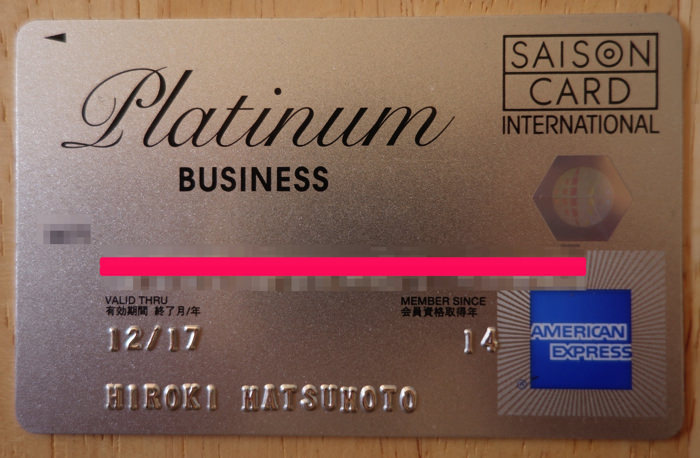 Platinum
BUSINESS
SAISON
CARD
INTERNATIONAL
VALID THRU
有効期間 終了月/年
12/17
MEMBER SINCE
会員資格取得年
14
AMERICAN
EXPRESS
®
HIROKI MATSUMOTO